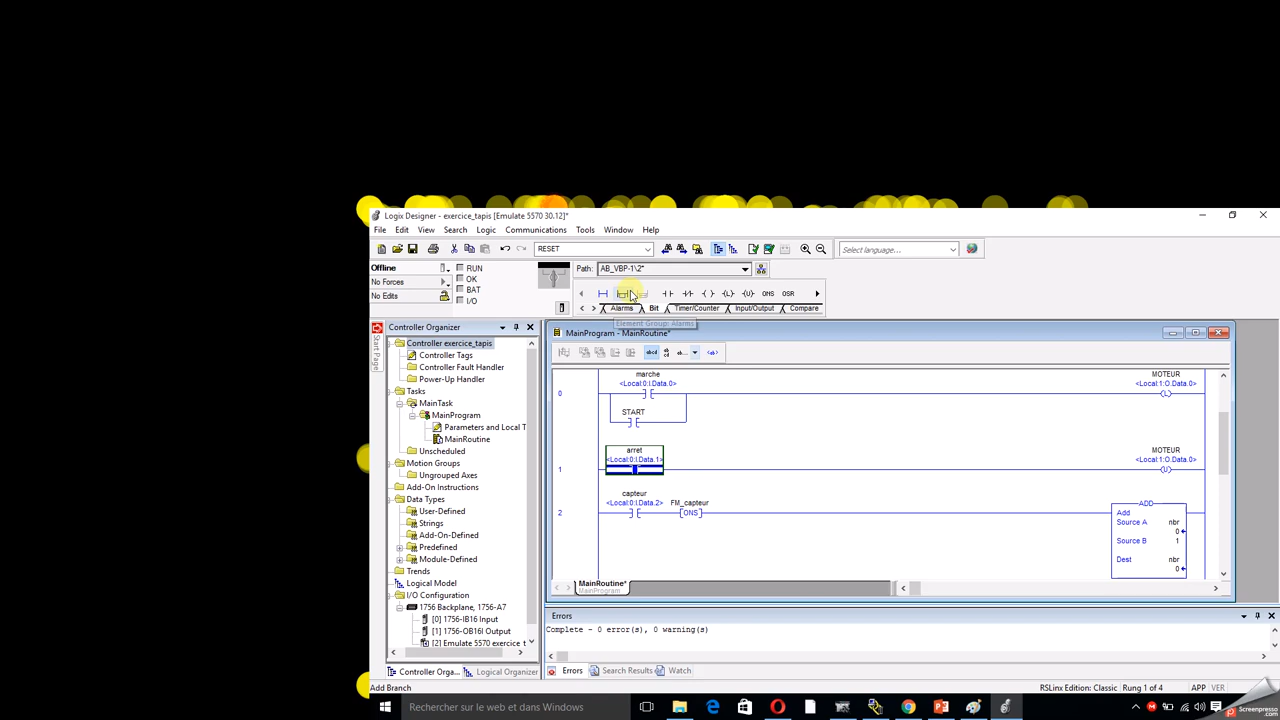 Logix Designer - exercice_tapis [Emulate 5570 30.12]*
File Edit View Search Logic Communications Tools Window Help
RESET
Select language...
Offline
RUN
No Forces
OK
No Edits
BAT
I/O
Path: AB_VBP-1\2*
ONS OSR
Alarms Bit Timer/Counter Input/Output Compare
Element Group: Alarms
Start Page
Controller Organizer
Controller exercice_tapis
Controller Tags
Controller Fault Handler
Power-Up Handler
Tasks
MainTask
MainProgram
Parameters and Local T
MainRoutine
Unscheduled
Motion Groups
Ungrouped Axes
Add-On Instructions
Data Types
User-Defined
Strings
Add-On-Defined
Predefined
Module-Defined
Trends
Logical Model
I/O Configuration
1756 Backplane, 1756-A7
[0] 1756-IB16 Input
[1] 1756-OB16I Output
[2] Emulate 5570 exercice t
Controller Orga... Logical Organizer
MainProgram - MainRoutine*
0
marche
<Local:0:I.Data.0>
START
MOTEUR
<Local:1:O.Data.0>
L
1
arret
<Local:0:I.Data.1>
MOTEUR
<Local:1:O.Data.0>
U
2
capteur
<Local:0:I.Data.2>
FM_capteur
ONS
ADD
Add
Source A nbr
0
Source B 1
Dest nbr
0
MainRoutine*
MainProgram
Errors
Complete - 0 error(s), 0 warning(s)
Errors Search Results Watch
Add Branch
RSLinx Edition: Classic Rung 1 of 4 APP VER
Rechercher sur le web et dans Windows
Screenpresso
.com